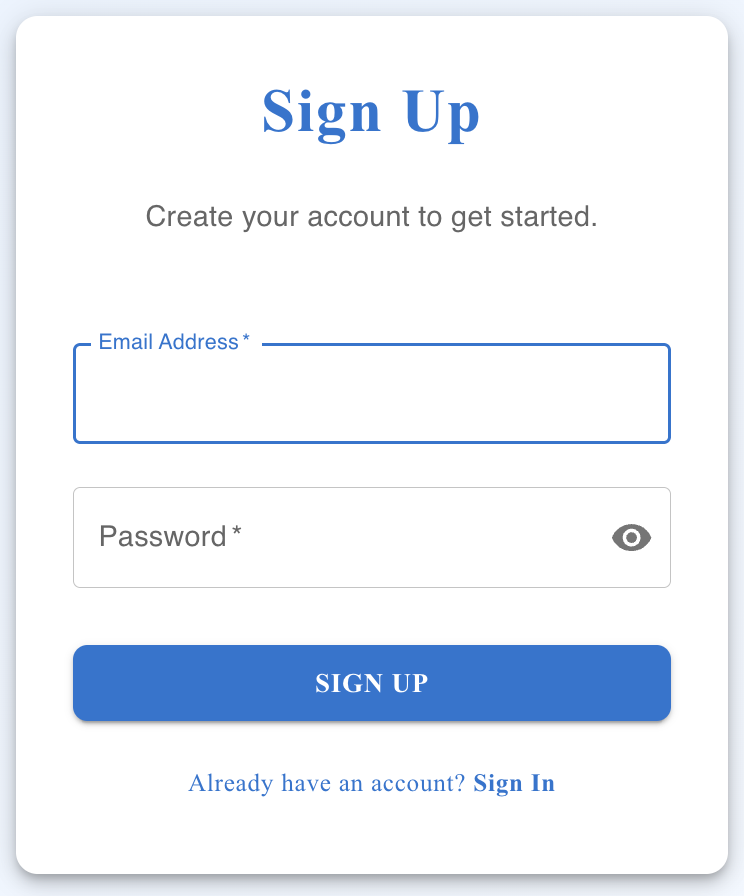 Sign Up
Create your account to get started.
Email Address *
Password *
SIGN UP
Already have an account? Sign In